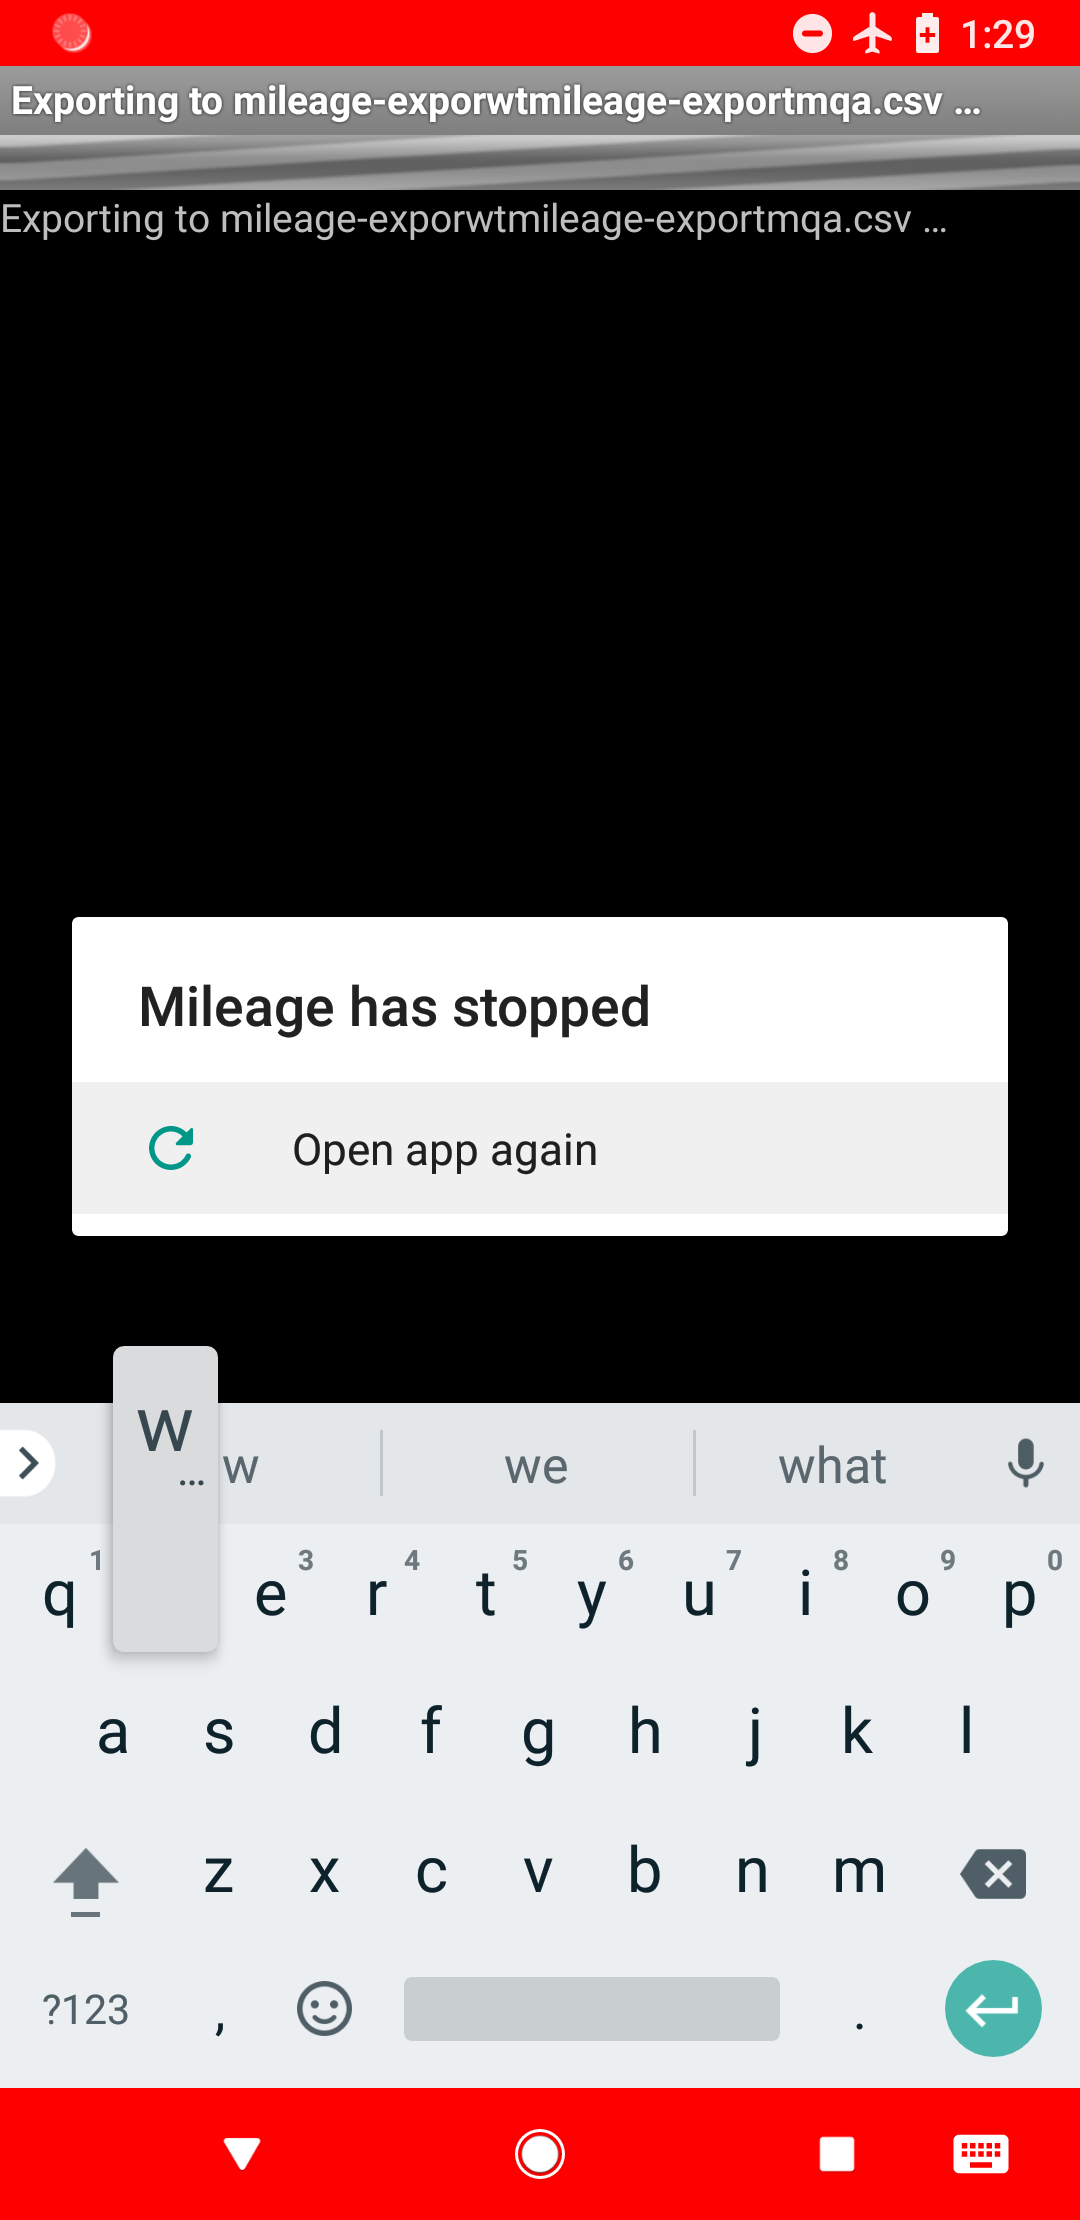 1:29
Exporting to mileage-exporwtmileage-exportmqa.csv ...
Exporting to mileage-exporwtmileage-exportmqa.csv ...
Mileage has stopped
Open app again
w
...
w we what
1 3 4 5 6 7 8 9 0
q e r t y u i o p
a s d f g h j k l
z x c v b n m
?123 , .